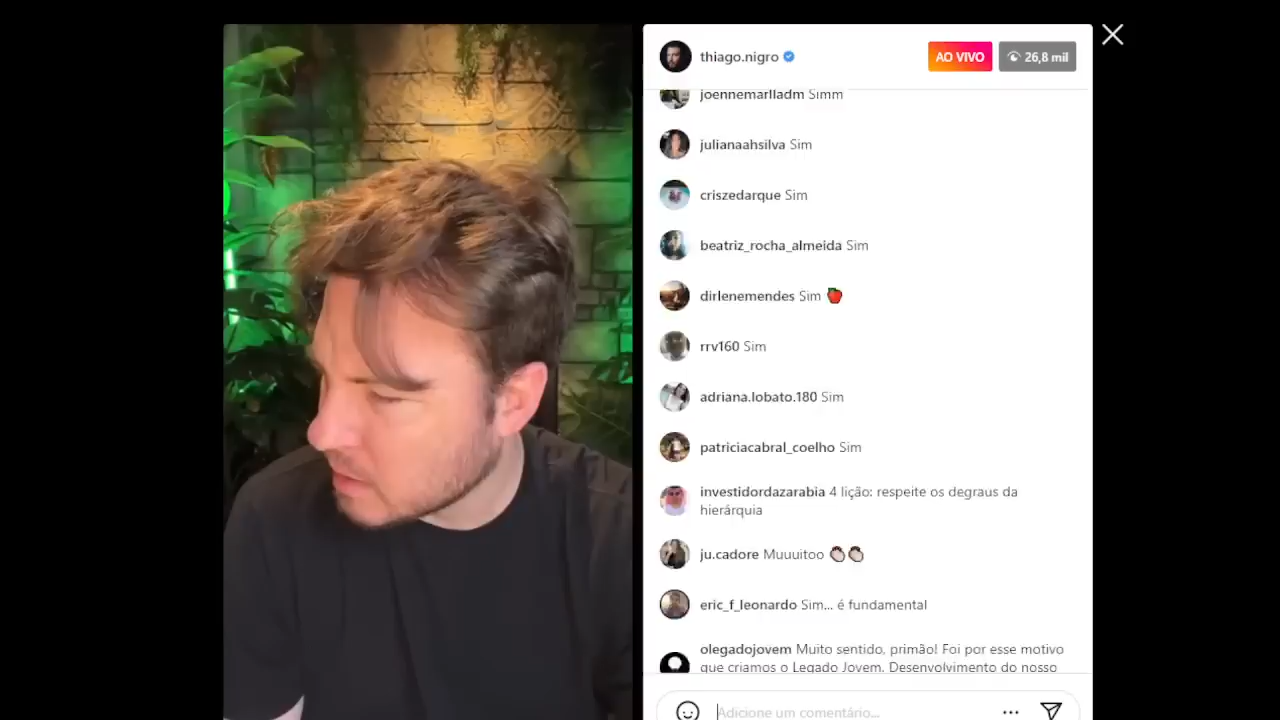 thiago.nigro
AO VIVO
26,8 mil
joennemarlladm Simm
julianaahsilva Sim
criszedarque Sim
beatriz_rocha_almeida Sim
dirlenemendes Sim
rrv160 Sim
adriana.lobato.180 Sim
patriciacabral_coelho Sim
investidordazarabia 4 lição: respeite os degraus da
hierárquia
ju.cadore Muuuitoo
eric_f_leonardo Sim... é fundamental
olegadojovem Muito sentido, primão! Foi por esse motivo
que criamos o Legado Jovem. Desenvolvimento do nosso
Adicione um comentário...